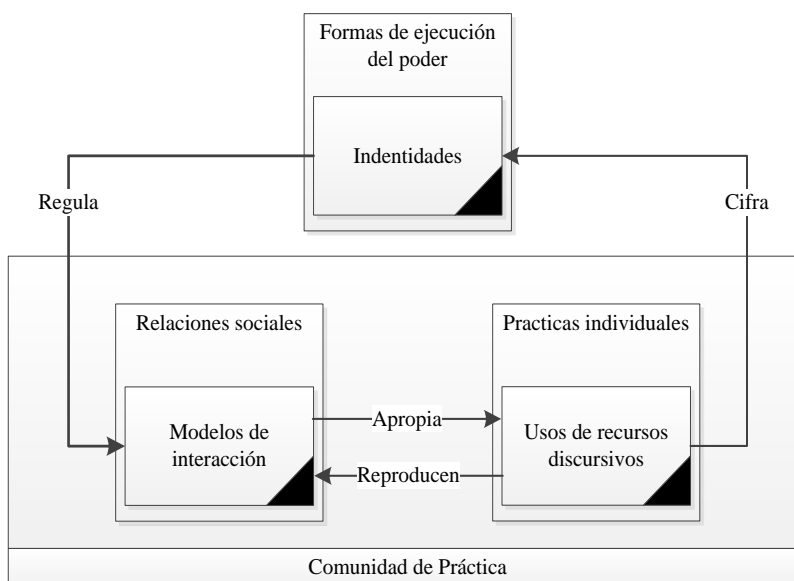 Formas de ejecución
del poder
Indentidades
Regula
Cifra
Relaciones sociales
Practicas individuales
Modelos de
interacción
Apropia
Reproducen
Usos de recursos
discursivos
Comunidad de Práctica